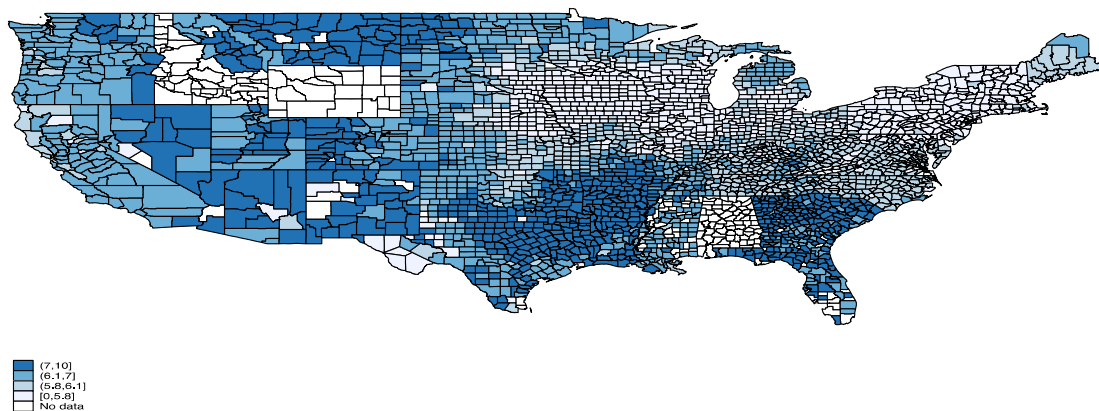 (7,10]
(6.1,7]
(5.8,6.1]
[0,5.8]
No data